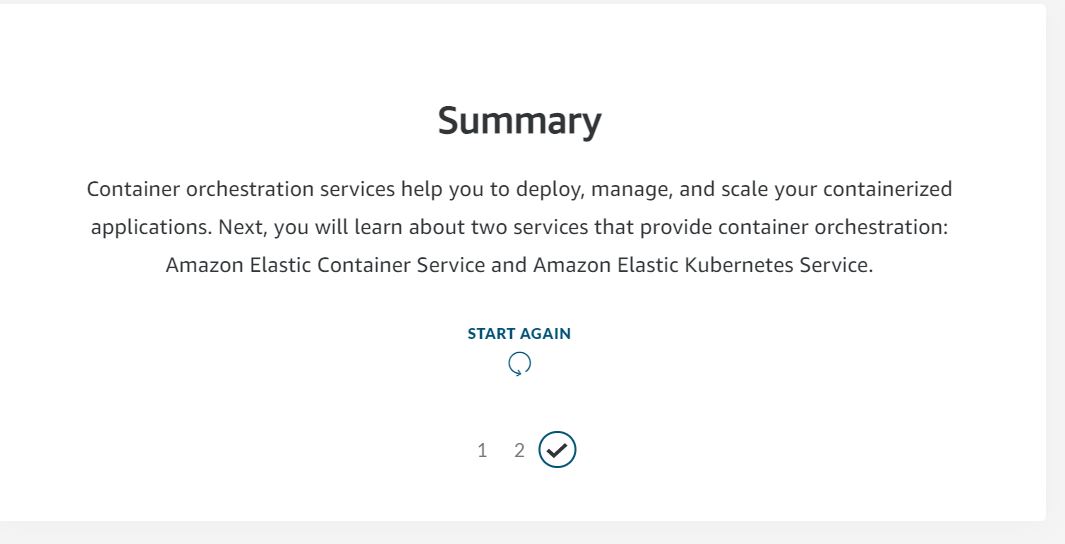 Summary
Container orchestration services help you to deploy, manage, and scale your containerized
applications. Next, you will learn about two services that provide container orchestration:
Amazon Elastic Container Service and Amazon Elastic Kubernetes Service.
START AGAIN
1 2